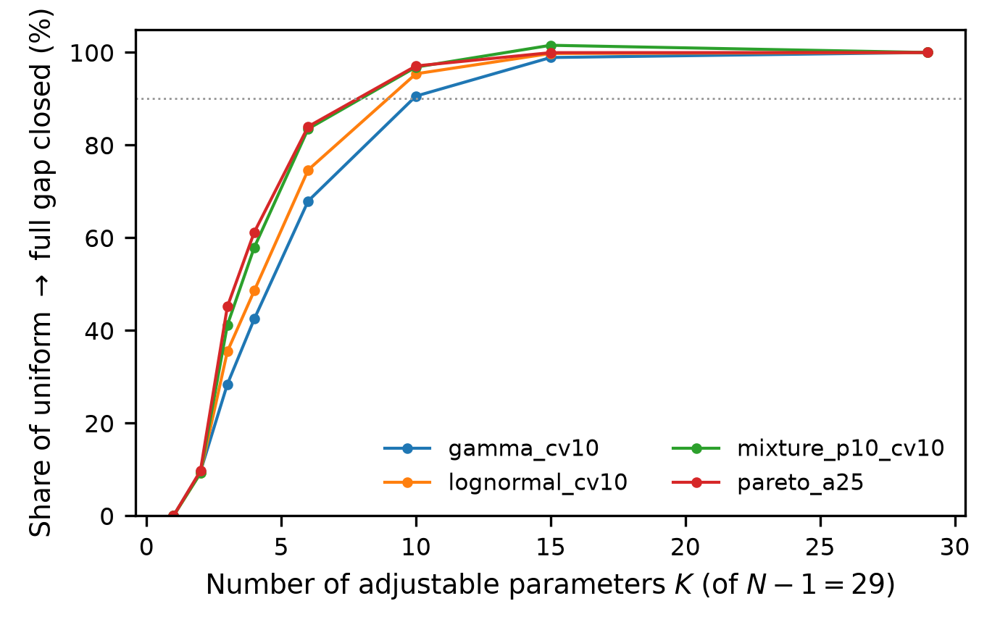 Share of uniform → full gap closed (%)
100
80
60
40
20
0
gamma_cv10
lognormal_cv10
mixture_p10_cv10
pareto_a25
0 5 10 15 20 25 30
Number of adjustable parameters K (of N − 1 = 29)